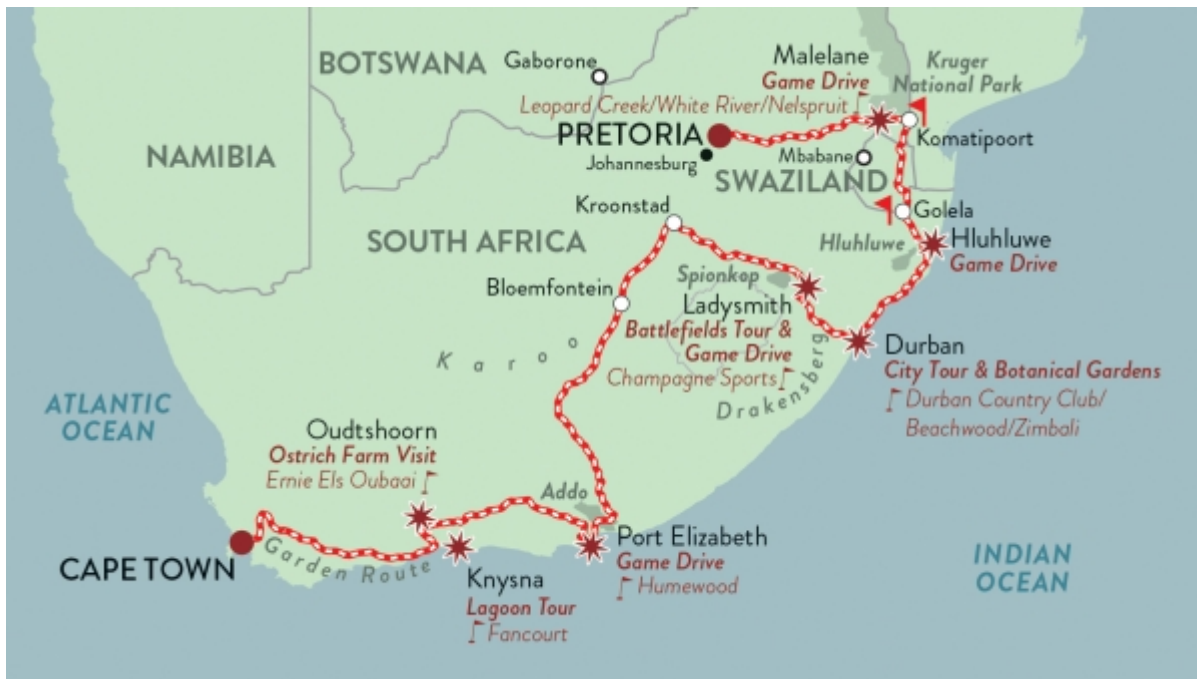 BOTSWANA
Gaborone
Malelane
Game Drive
Leopard Creek/White River/Nelspruit
Kruger
National Park
PRETORIA
Johannesburg
Komatipoort
Mbabane
SWAZILAND
NAMIBIA
Kroonstad
Golela
SOUTH AFRICA
Hluhluwe
Hluhluwe
Game Drive
Bloemfontein
Spionkop
Ladysmith
Battlefields Tour &
Game Drive
Champagne Sports
Drakensberg
Durban
City Tour & Botanical Gardens
Durban Country Club/
Beachwood/Zimbali
Karoo
ATLANTIC
OCEAN
Oudtshoorn
Ostrich Farm Visit
Ernie Els Oubaai
Addo
Port Elizabeth
Game Drive
Humewood
CAPE TOWN
Garden Route
Knysna
Lagoon Tour
Fancourt
INDIAN
OCEAN